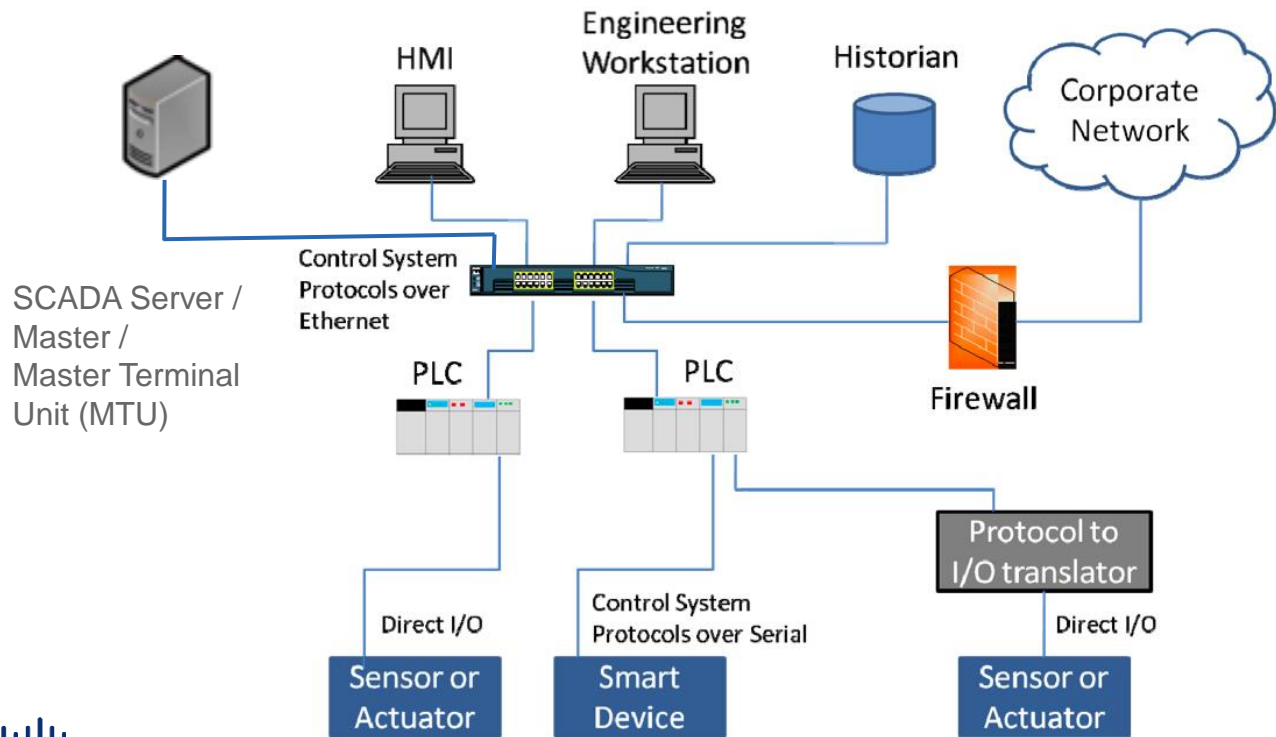 HMI
Engineering
Workstation
Historian
Corporate
Network
Control System
Protocols over
Ethernet
SCADA Server /
Master /
Master Terminal
Unit (MTU)
PLC
PLC
Firewall
Protocol to
I/O translator
Direct I/O
Control System
Protocols over Serial
Direct I/O
Sensor or
Actuator
Smart
Device
Sensor or
Actuator